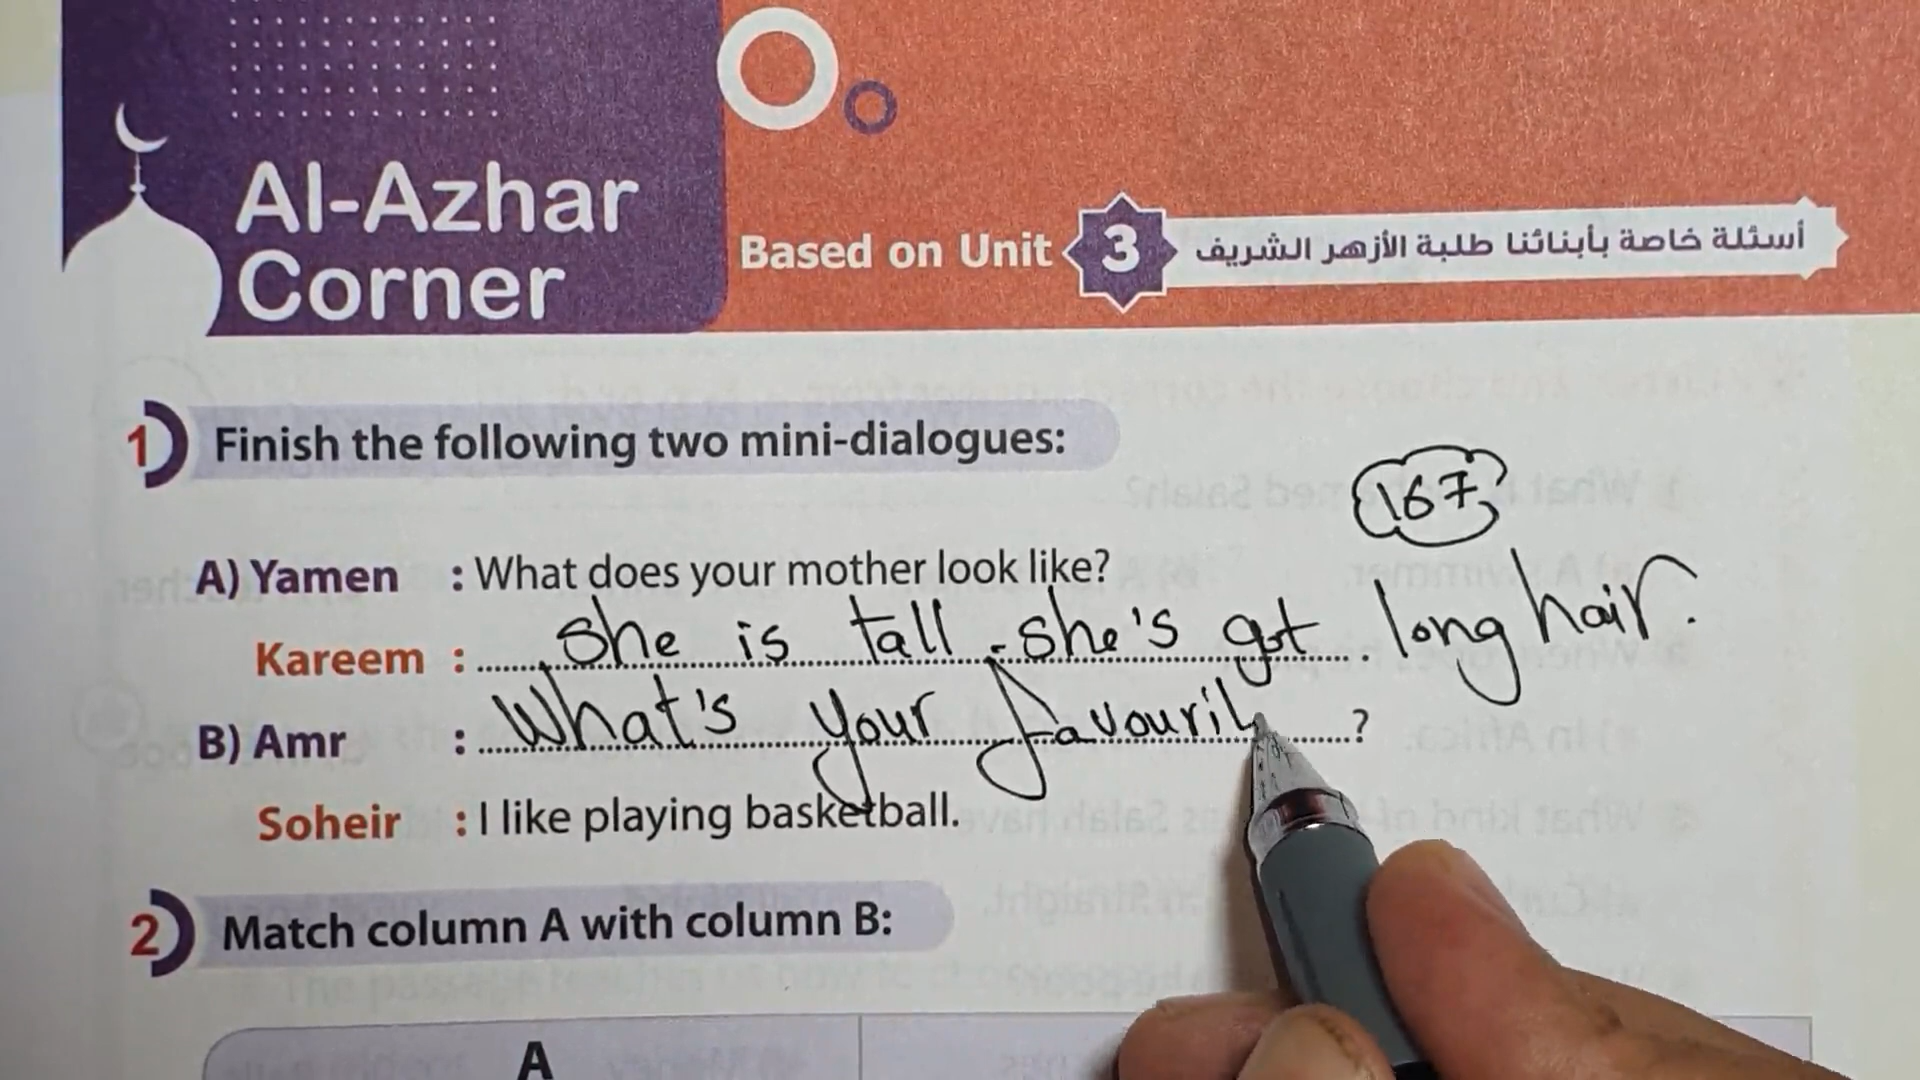 Al-Azhar
Corner
Based on Unit 3 أسئلة خاصة بأبنائنا طلبة الأزهر الشريف
1 Finish the following two mini-dialogues:
167
A) Yamen : What does your mother look like?
Kareem : She is tall. She's got long hair.
B) Amr : What's your favourit ?
Soheir : I like playing basketball.
2 Match column A with column B:
A